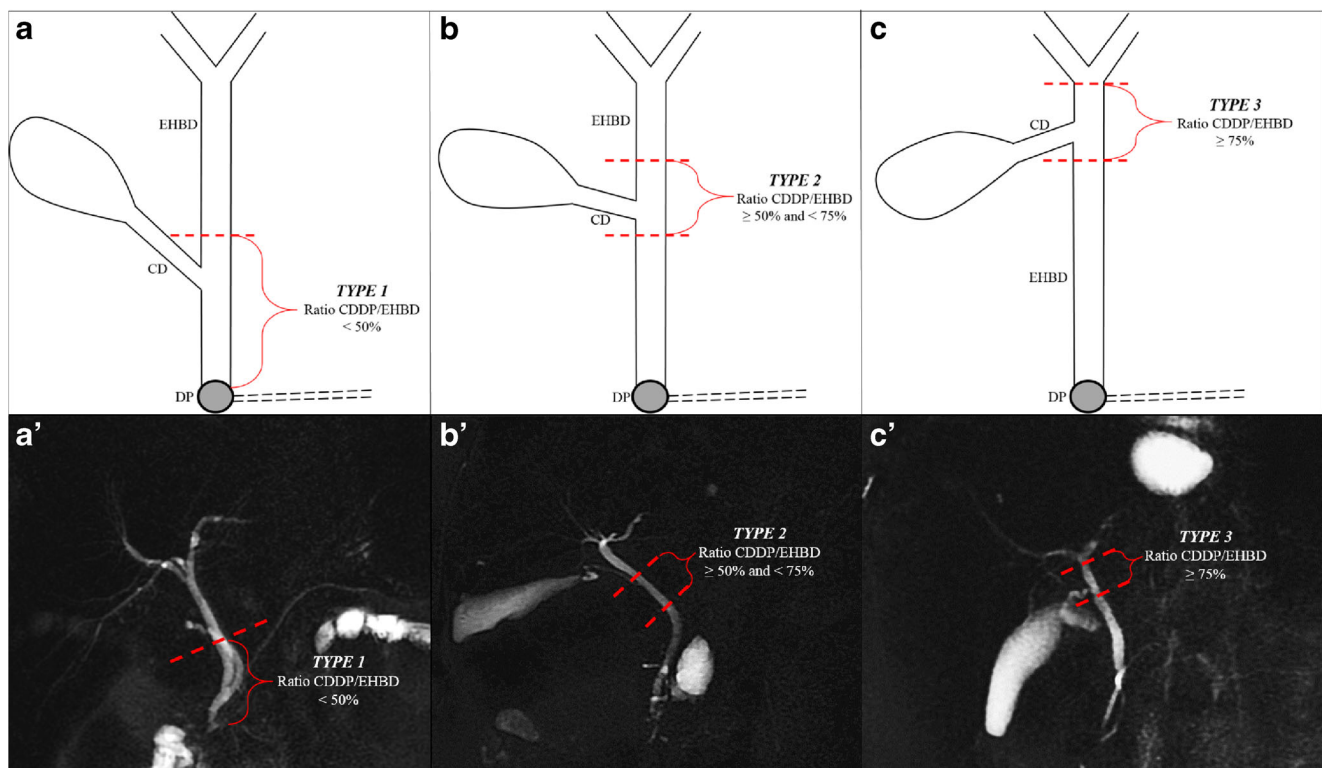 a
EHBD
CD
TYPE 1
Ratio CDDP/EHBD
< 50%
DP
b
EHBD
CD
TYPE 2
Ratio CDDP/EHBD
≥ 50% and < 75%
DP
c
CD
TYPE 3
Ratio CDDP/EHBD
≥ 75%
EHBD
DP
a’
TYPE 1
Ratio CDDP/EHBD
< 50%
b’
TYPE 2
Ratio CDDP/EHBD
≥ 50% and < 75%
c’
TYPE 3
Ratio CDDP/EHBD
≥ 75%